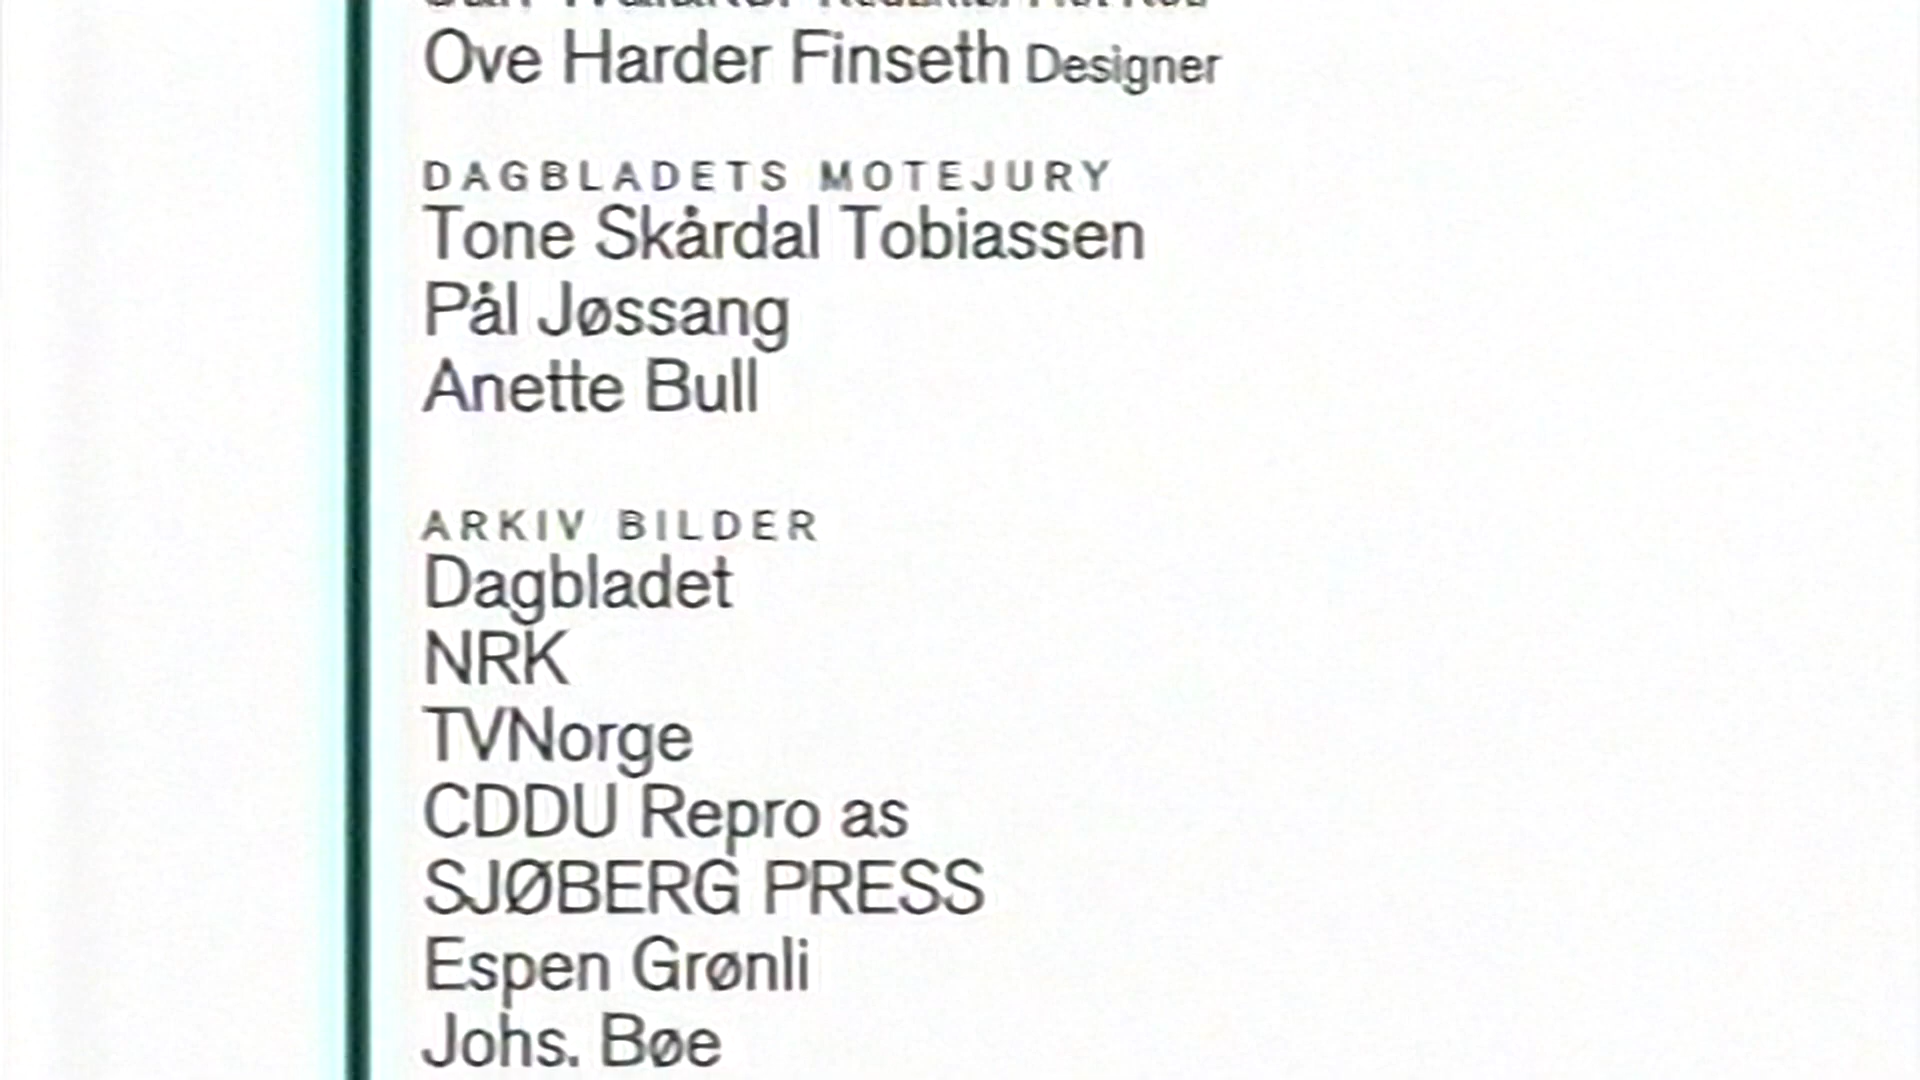 Ove Harder Finseth Designer
DAGBLADETS MOTEJURY
Tone Skårdal Tobiassen
Pål Jøssang
Anette Bull
ARKIV BILDER
Dagbladet
NRK
TVNorge
CDDU Repro as
SJØBERG PRESS
Espen Grønli
Johs. Bøe